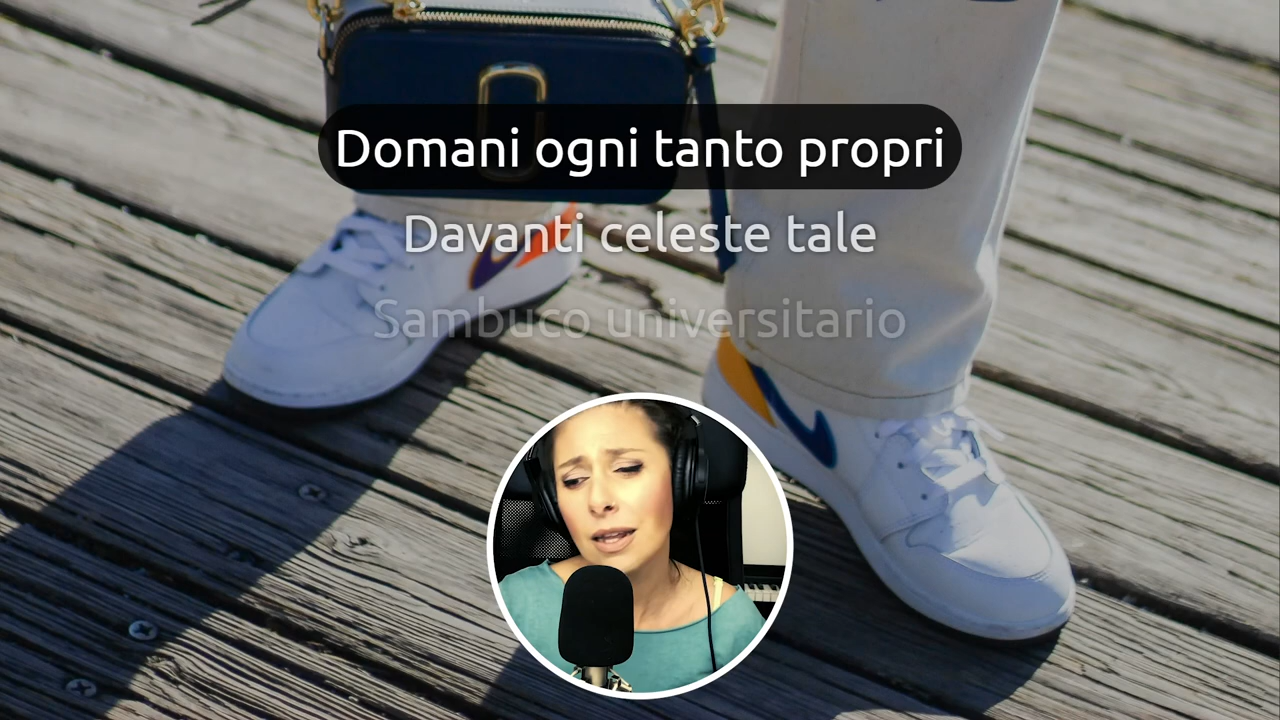 Domani ogni tanto propri
Davanti celeste tale
Sambuco universitario